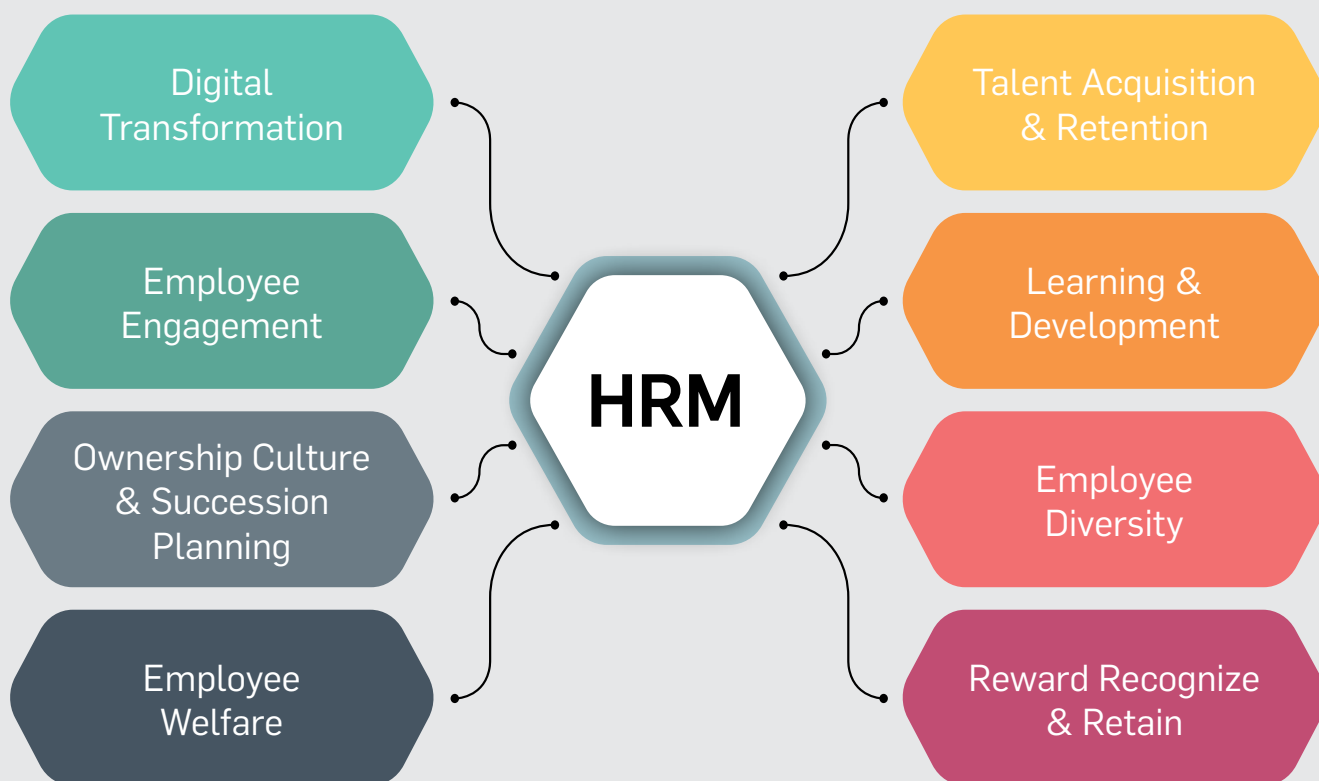 Digital
Transformation
Employee
Engagement
Ownership Culture
& Succession
Planning
Employee
Welfare
HRM
Talent Acquisition
& Retention
Learning &
Development
Employee
Diversity
Reward Recognize
& Retain